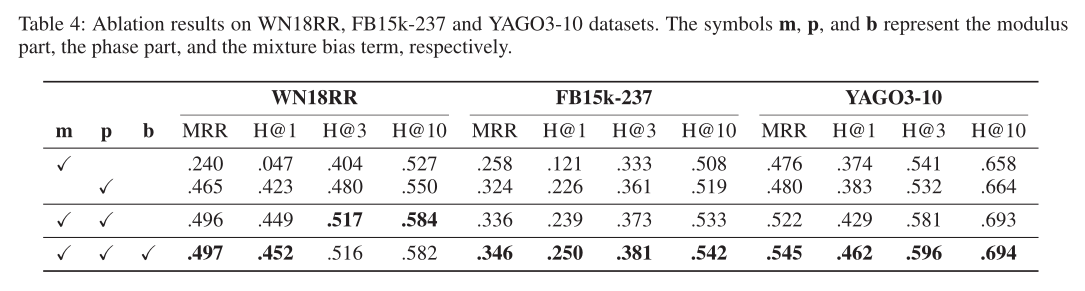 Table 4: Ablation results on WN18RR, FB15k-237 and YAGO3-10 datasets. The symbols m, p, and b represent the modulus
part, the phase part, and the mixture bias term, respectively.
WN18RR FB15k-237 YAGO3-10
m p b MRR H@1 H@3 H@10 MRR H@1 H@3 H@10 MRR H@1 H@3 H@10
✓ .240 .047 .404 .527 .258 .121 .333 .508 .476 .374 .541 .658
✓ .465 .423 .480 .550 .324 .226 .361 .519 .480 .383 .532 .664
✓ ✓ .496 .449 .517 .584 .336 .239 .373 .533 .522 .429 .581 .693
✓ ✓ ✓ .497 .452 .516 .582 .346 .250 .381 .542 .545 .462 .596 .694